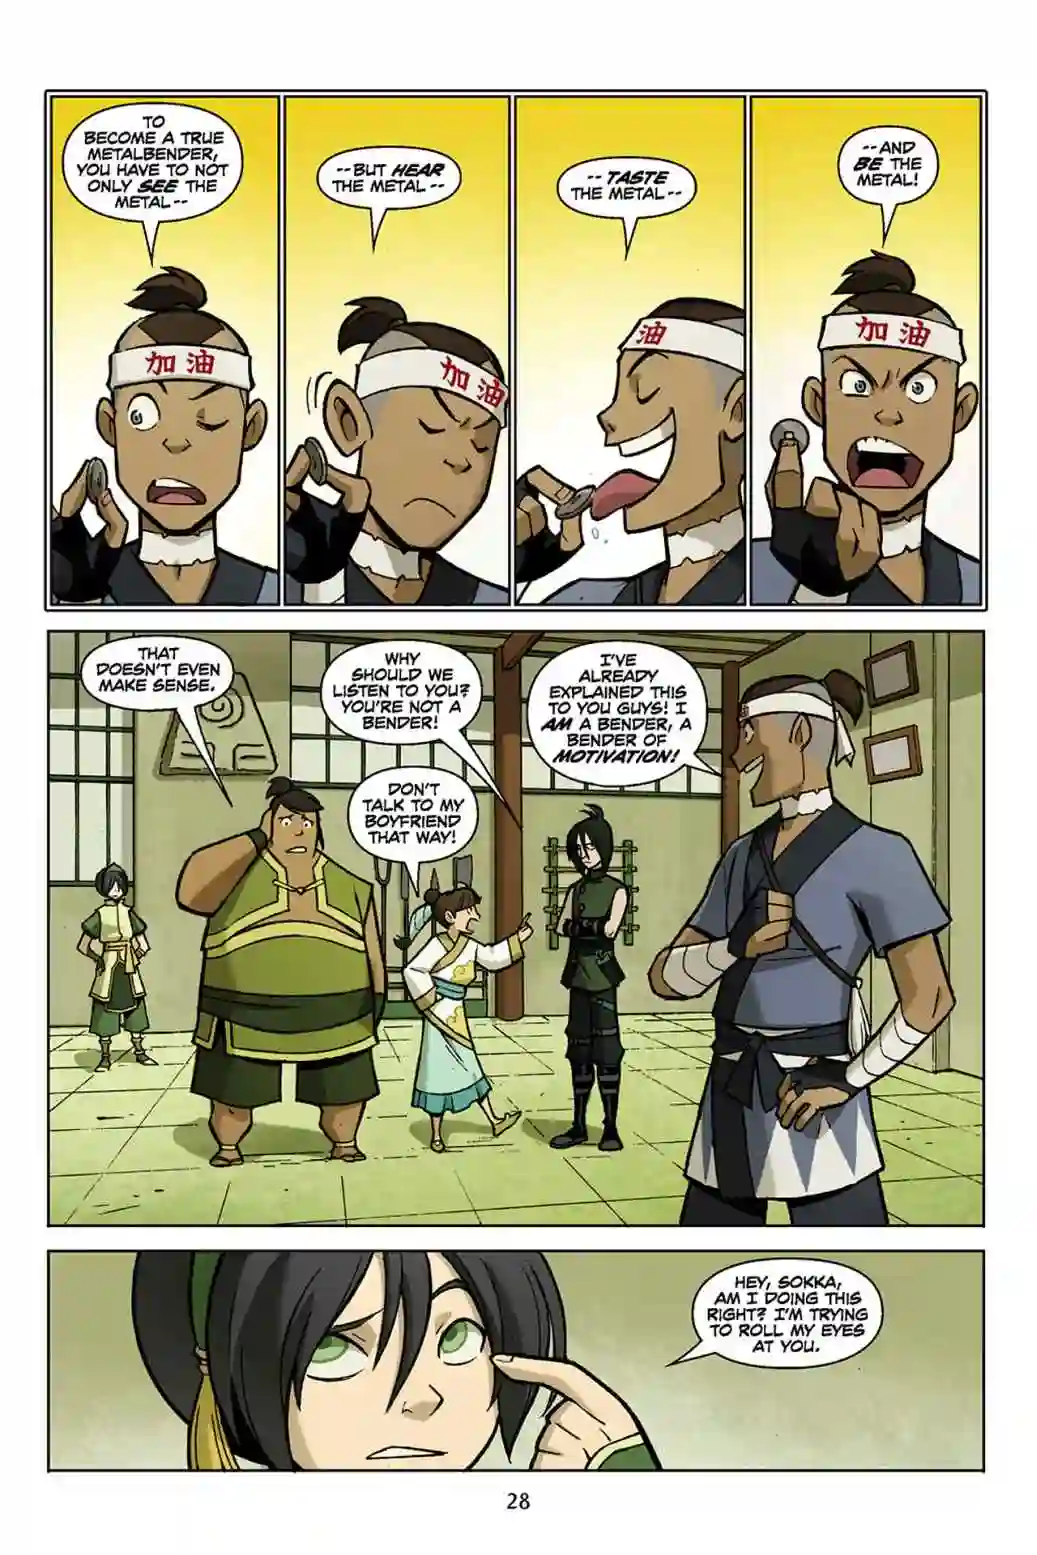 TO
BECOME A TRUE
METALBENDER,
YOU HAVE TO NOT
ONLY SEE THE
METAL--
加油
--BUT HEAR
THE METAL--
加油
--TASTE
THE METAL--
油
--AND
BE THE
METAL!
加油
THAT
DOESN'T EVEN
MAKE SENSE.
WHY
SHOULD WE
LISTEN TO YOU?
YOU'RE NOT A
BENDER!
DON'T
TALK TO MY
BOYFRIEND
THAT WAY!
I'VE
ALREADY
EXPLAINED THIS
TO YOU GUYS! I
AM A BENDER, A
BENDER OF
MOTIVATION!
HEY, SOKKA,
AM I DOING THIS
RIGHT? I'M TRYING
TO ROLL MY EYES
AT YOU.
28